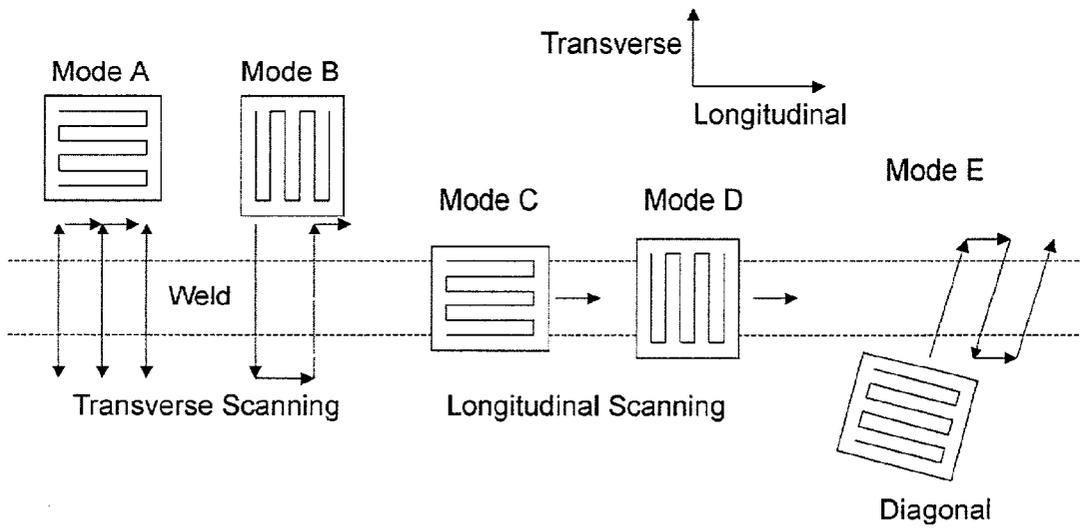 Transverse
Longitudinal
Mode A
Mode B
Mode C
Mode D
Mode E
Weld
Transverse Scanning
Longitudinal Scanning
Diagonal